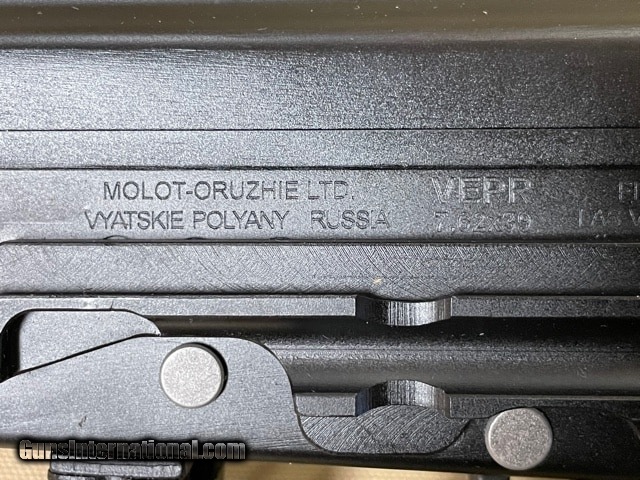 MOLOT-ORUZHIE LTD. VEPR
VYATSKIE POLYANY RUSSIA 7,62x39
GunsInternational.com